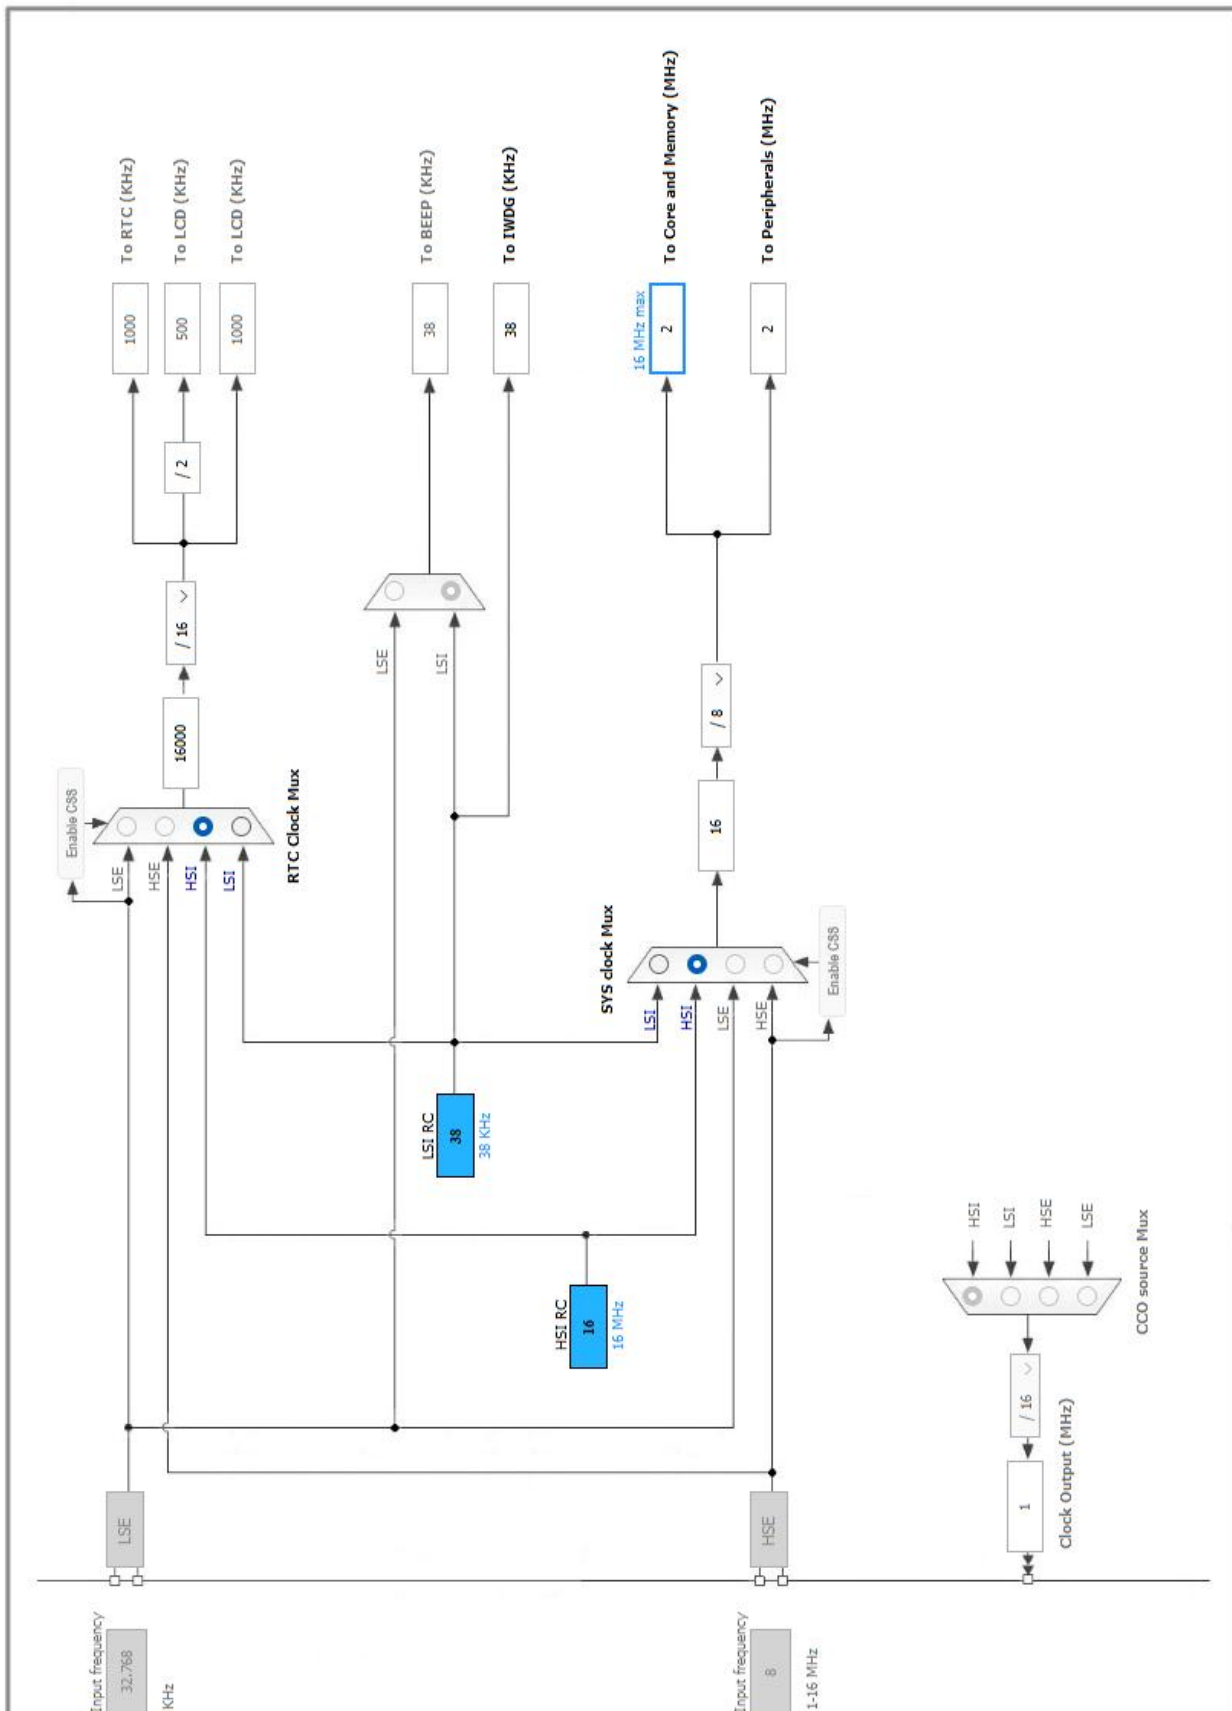 Input frequency
32.768
KHz
LSE
LSE
HSE
HSI
LSI
Enable CSS
RTC Clock Mux
16000
/ 16
/ 2
1000
To RTC (KHz)
500
To LCD (KHz)
1000
To LCD (KHz)
LSE
LSI
38
To BEEP (KHz)
38
To IWDG (KHz)
LSI RC
38
38 KHz
HSI RC
16
16 MHz
SYS clock Mux
LSI
HSI
LSE
HSE
Enable CSS
16
/ 8
16 MHz max
2
To Core and Memory (MHz)
2
To Peripherals (MHz)
Input frequency
8
1-16 MHz
HSE
Clock Output (MHz)
1
/ 16
HSI
LSI
HSE
LSE
CCO source Mux